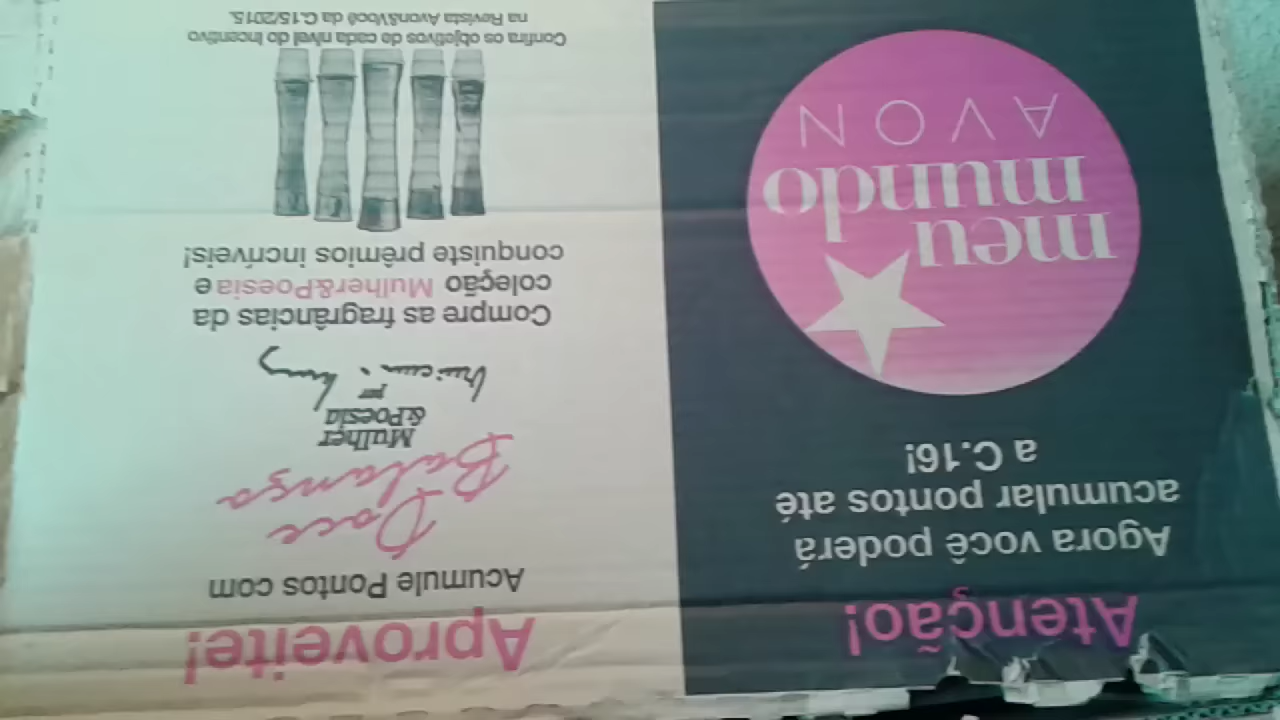 Atenção!
Agora você poderá
acumular pontos até
a C.16!
meu
mundo
AVON
Aproveite!
Acumule Pontos com
Doce
Balanço
Mulher
&Poesia
por
Compre as fragrâncias da
coleção Mulher&Poesia e
conquiste prêmios incríveis!
Confira os objetivos de cada nível do Incentivo
na Revista Avon&Você da C.15/2015.